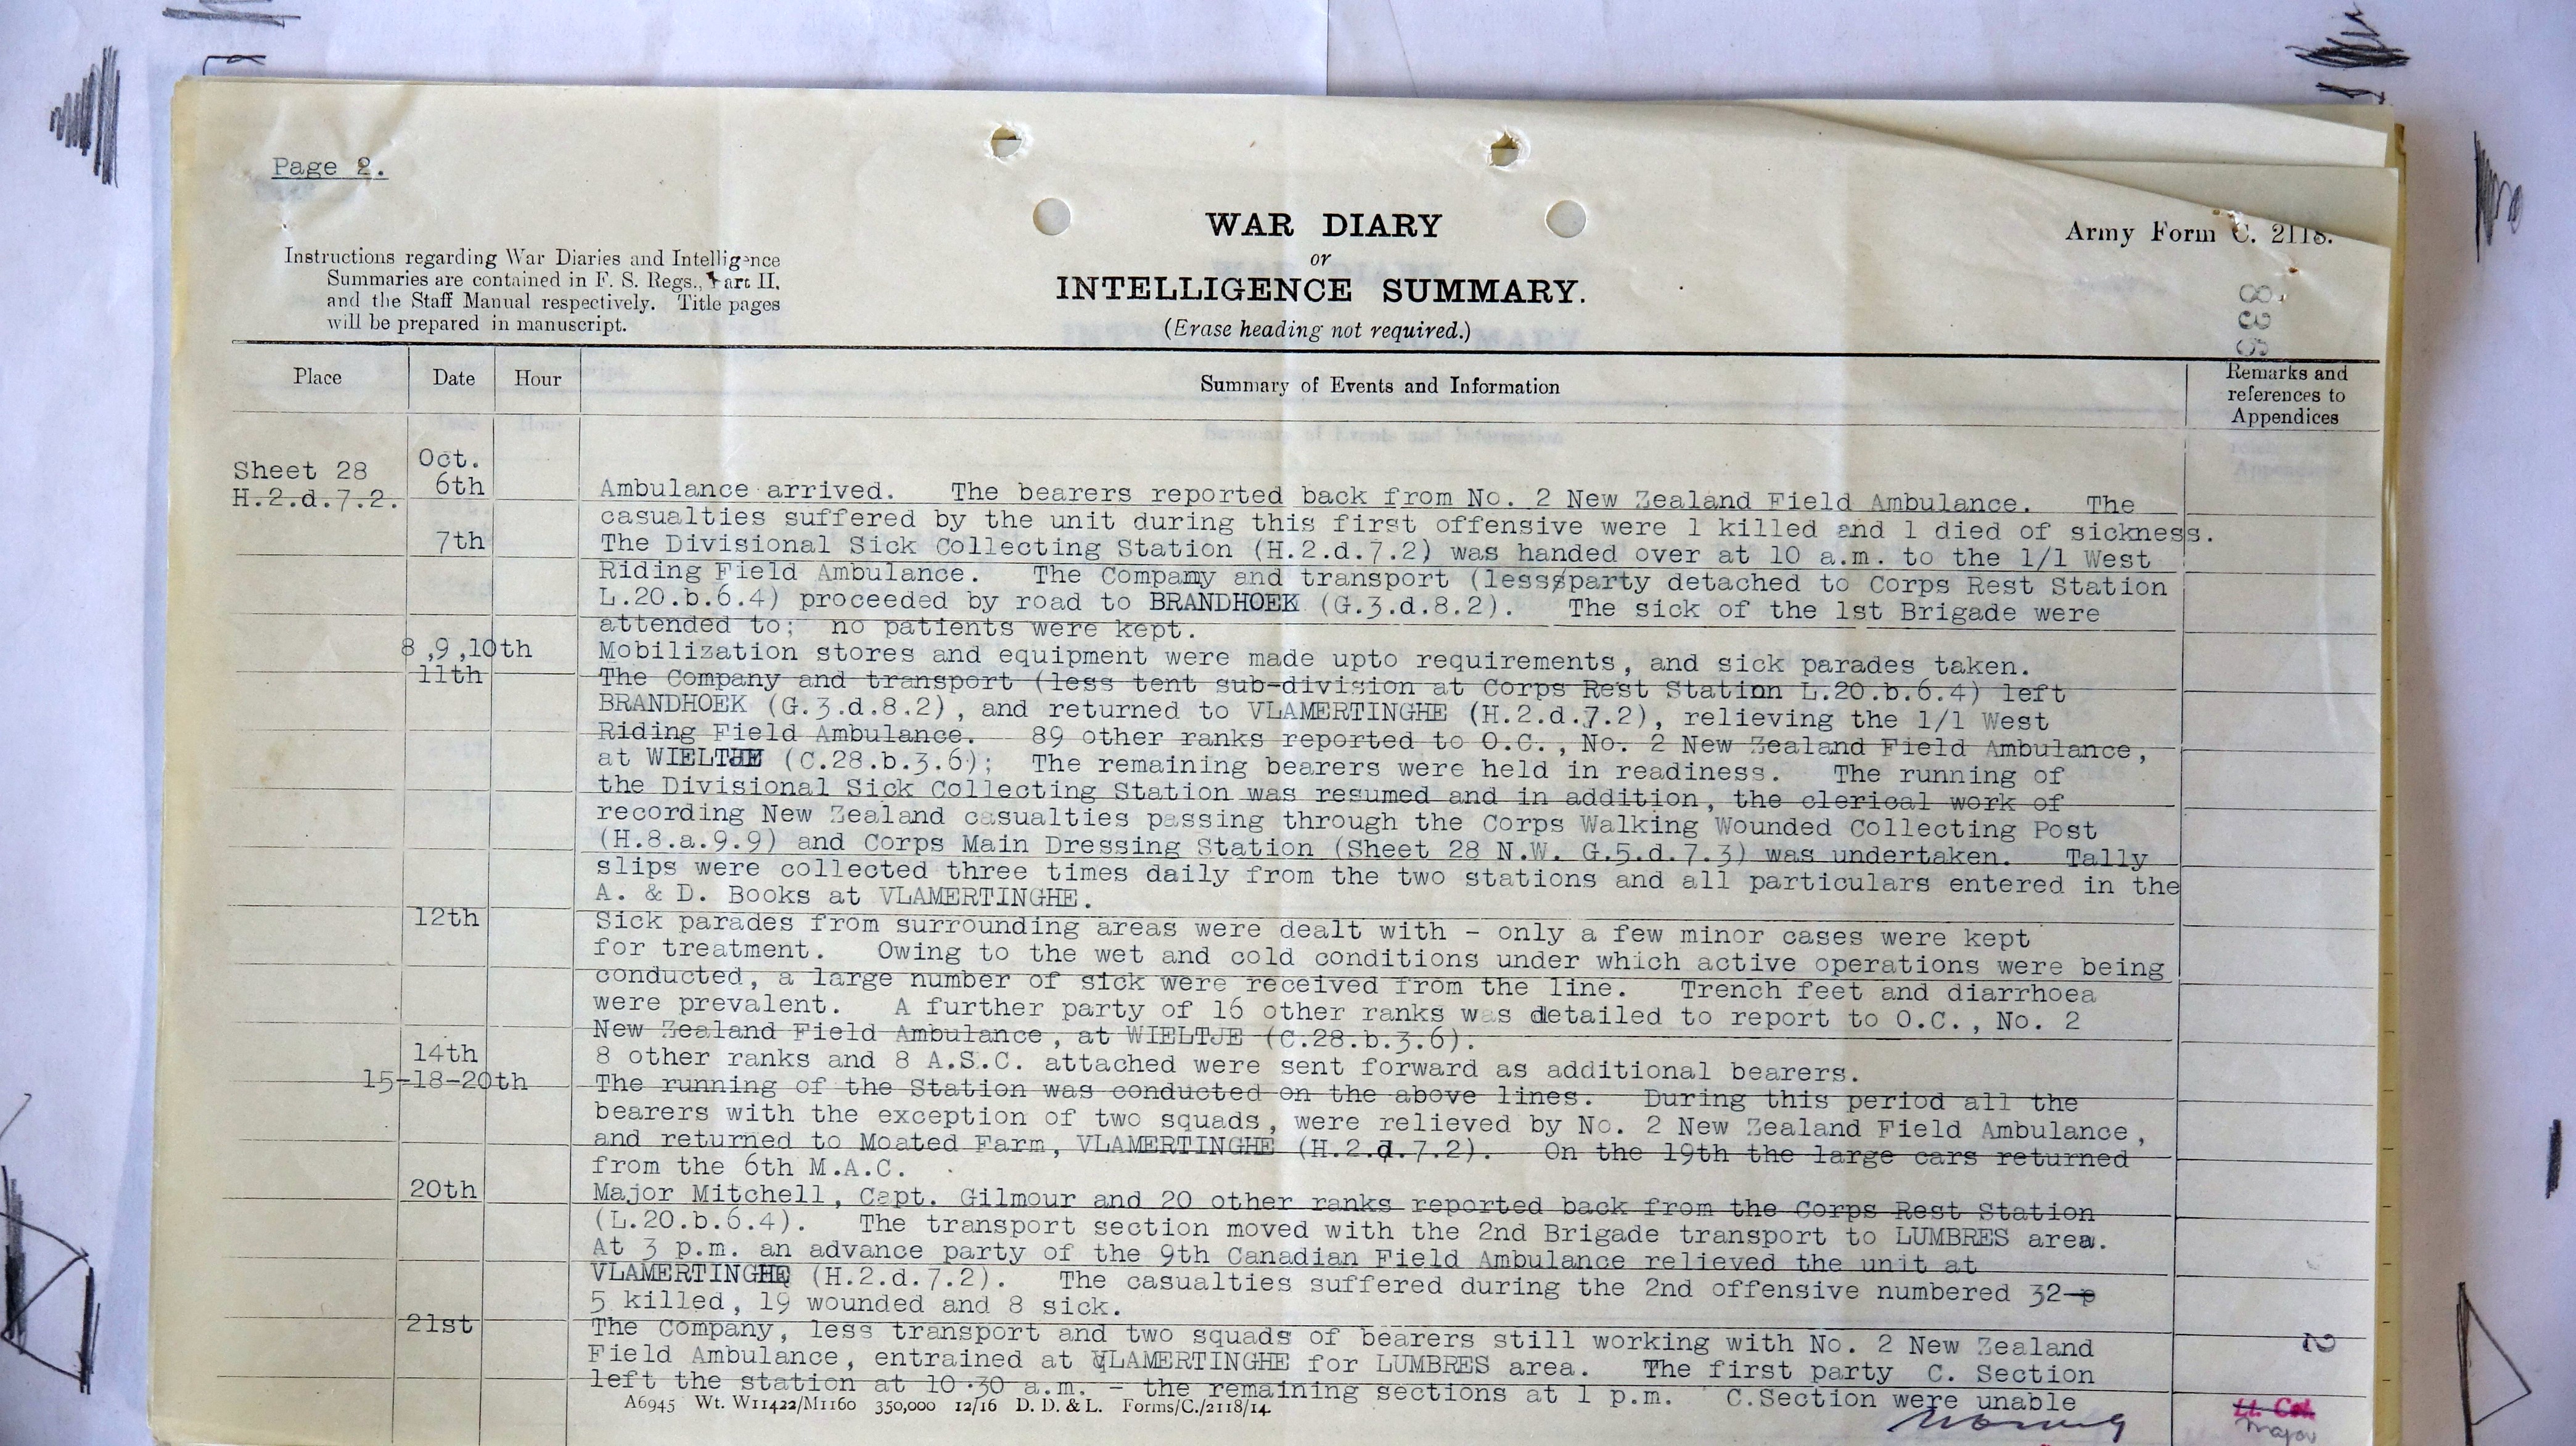 Page 2.
WAR DIARY
or
INTELLIGENCE SUMMARY.
(Erase heading not required.)
Army Form C. 2118.
Instructions regarding War Diaries and Intelligence
Summaries are contained in F. S. Regs., Part II,
and the Staff Manual respectively. Title pages
will be prepared in manuscript.
Place Date Hour Summary of Events and Information Remarks and
references to
Appendices
Sheet 28
H.2.d.7.2.
Oct.
6th Ambulance arrived. The bearers reported back from No. 2 New Zealand Field Ambulance. The
casualties suffered by the unit during this first offensive were 1 killed and 1 died of sickness.
7th The Divisional Sick Collecting Station (H.2.d.7.2) was handed over at 10 a.m. to the 1/1 West
Riding Field Ambulance. The Company and transport (less party detached to Corps Rest Station
L.20.b.6.4) proceeded by road to BRANDHOEK (G.3.d.8.2). The sick of the 1st Brigade were
attended to; no patients were kept.
8,9,10th Mobilization stores and equipment were made upto requirements, and sick parades taken.
11th The Company and transport (less tent sub-division at Corps Rest Station L.20.b.6.4) left
BRANDHOEK (G.3.d.8.2), and returned to VLAMERTINGHE (H.2.d.7.2), relieving the 1/1 West
Riding Field Ambulance. 89 other ranks reported to O.C., No. 2 New Zealand Field Ambulance,
at WIELTJE (C.28.b.3.6); The remaining bearers were held in readiness. The running of
the Divisional Sick Collecting Station was resumed and in addition, the clerical work of
recording New Zealand casualties passing through the Corps Walking Wounded Collecting Post
(H.8.a.9.9) and Corps Main Dressing Station (Sheet 28 N.W. G.5.d.7.3) was undertaken. Tally
slips were collected three times daily from the two stations and all particulars entered in the
A. & D. Books at VLAMERTINGHE.
12th Sick parades from surrounding areas were dealt with - only a few minor cases were kept
for treatment. Owing to the wet and cold conditions under which active operations were being
conducted, a large number of sick were received from the line. Trench feet and diarrhoea
were prevalent. A further party of 16 other ranks was detailed to report to O.C., No. 2
New Zealand Field Ambulance, at WIELTJE (C.28.b.3.6).
14th 8 other ranks and 8 A.S.C. attached were sent forward as additional bearers.
15-18-20th The running of the Station was conducted on the above lines. During this period all the
bearers with the exception of two squads, were relieved by No. 2 New Zealand Field Ambulance,
and returned to Moated Farm, VLAMERTINGHE (H.2.d.7.2). On the 19th the large cars returned
from the 6th M.A.C.
20th Major Mitchell, Capt. Gilmour and 20 other ranks reported back from the Corps Rest Station
(L.20.b.6.4). The transport section moved with the 2nd Brigade transport to LUMBRES area.
At 3 p.m. an advance party of the 9th Canadian Field Ambulance relieved the unit at
VLAMERTINGHE (H.2.d.7.2). The casualties suffered during the 2nd offensive numbered 32-p
5 killed, 19 wounded and 8 sick.
21st The Company, less transport and two squads of bearers still working with No. 2 New Zealand
Field Ambulance, entrained at VLAMERTINGHE for LUMBRES area. The first party C. Section
left the station at 10.30 a.m. - the remaining sections at 1 p.m. C.Section were unable
A6945 Wt. W11422/M1160 350,000 12/16 D. D. & L. Forms/C./2118/14.
Lt. Col.
Major
2